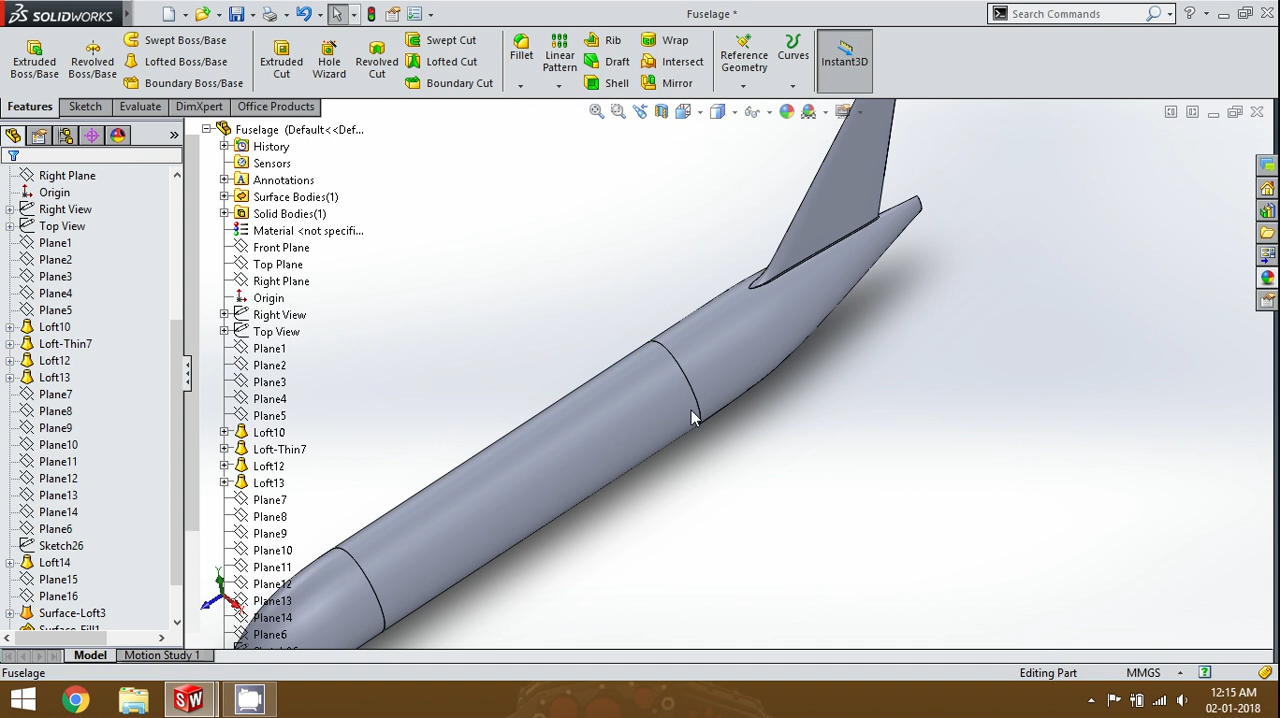 SOLIDWORKS
Fuselage *
Search Commands
Extruded Boss/Base
Revolved Boss/Base
Swept Boss/Base
Lofted Boss/Base
Boundary Boss/Base
Extruded Cut
Hole Wizard
Revolved Cut
Swept Cut
Lofted Cut
Boundary Cut
Fillet
Linear Pattern
Rib
Draft
Shell
Wrap
Intersect
Mirror
Reference Geometry
Curves
Instant3D
Features
Sketch
Evaluate
DimXpert
Office Products
Right Plane
Origin
Right View
Top View
Plane1
Plane2
Plane3
Plane4
Plane5
Loft10
Loft-Thin7
Loft12
Loft13
Plane7
Plane8
Plane9
Plane10
Plane11
Plane12
Plane13
Plane14
Plane6
Sketch26
Loft14
Plane15
Plane16
Surface-Loft3
Surface-Fill1
Fuselage (Default<<Def...
History
Sensors
Annotations
Surface Bodies(1)
Solid Bodies(1)
Material <not specifi...
Front Plane
Top Plane
Right Plane
Origin
Right View
Top View
Plane1
Plane2
Plane3
Plane4
Plane5
Loft10
Loft-Thin7
Loft12
Loft13
Plane7
Plane8
Plane9
Plane10
Plane11
Plane12
Plane13
Plane14
Plane6
Y
Model
Motion Study 1
Fuselage
Editing Part
MMGS
12:15 AM
02-01-2018